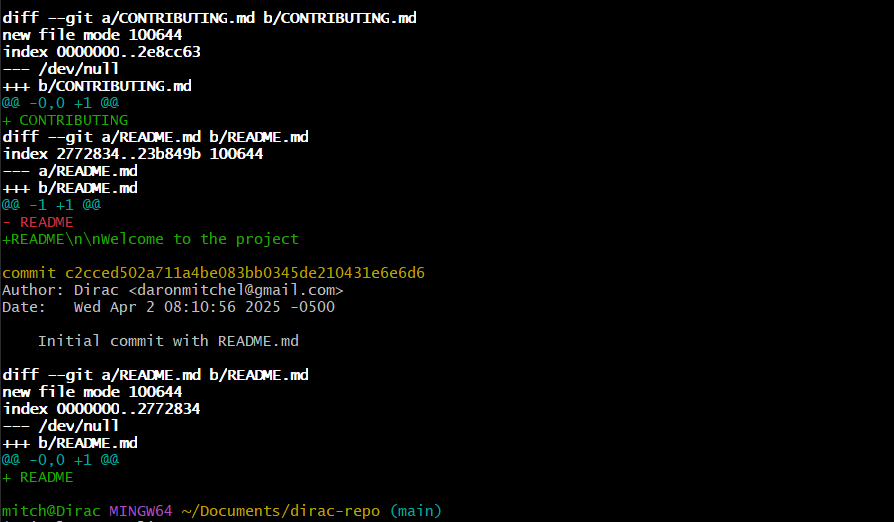 diff --git a/CONTRIBUTING.md b/CONTRIBUTING.md
new file mode 100644
index 0000000..2e8cc63
--- /dev/null
+++ b/CONTRIBUTING.md
@@ -0,0 +1 @@
+ CONTRIBUTING
diff --git a/README.md b/README.md
index 2772834..23b849b 100644
--- a/README.md
+++ b/README.md
@@ -1 +1 @@
- README
+README\n\nWelcome to the project
commit c2cced502a711a4be083bb0345de210431e6e6d6
Author: Dirac <daronmitchel@gmail.com>
Date:   Wed Apr 2 08:10:56 2025 -0500
    Initial commit with README.md
diff --git a/README.md b/README.md
new file mode 100644
index 0000000..2772834
--- /dev/null
+++ b/README.md
@@ -0,0 +1 @@
+ README
mitch@Dirac MINGW64 ~/Documents/dirac-repo (main)